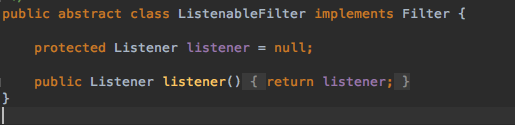 public abstract class ListenableFilter implements Filter {
protected Listener listener = null;
public Listener listener() { return listener; }
}